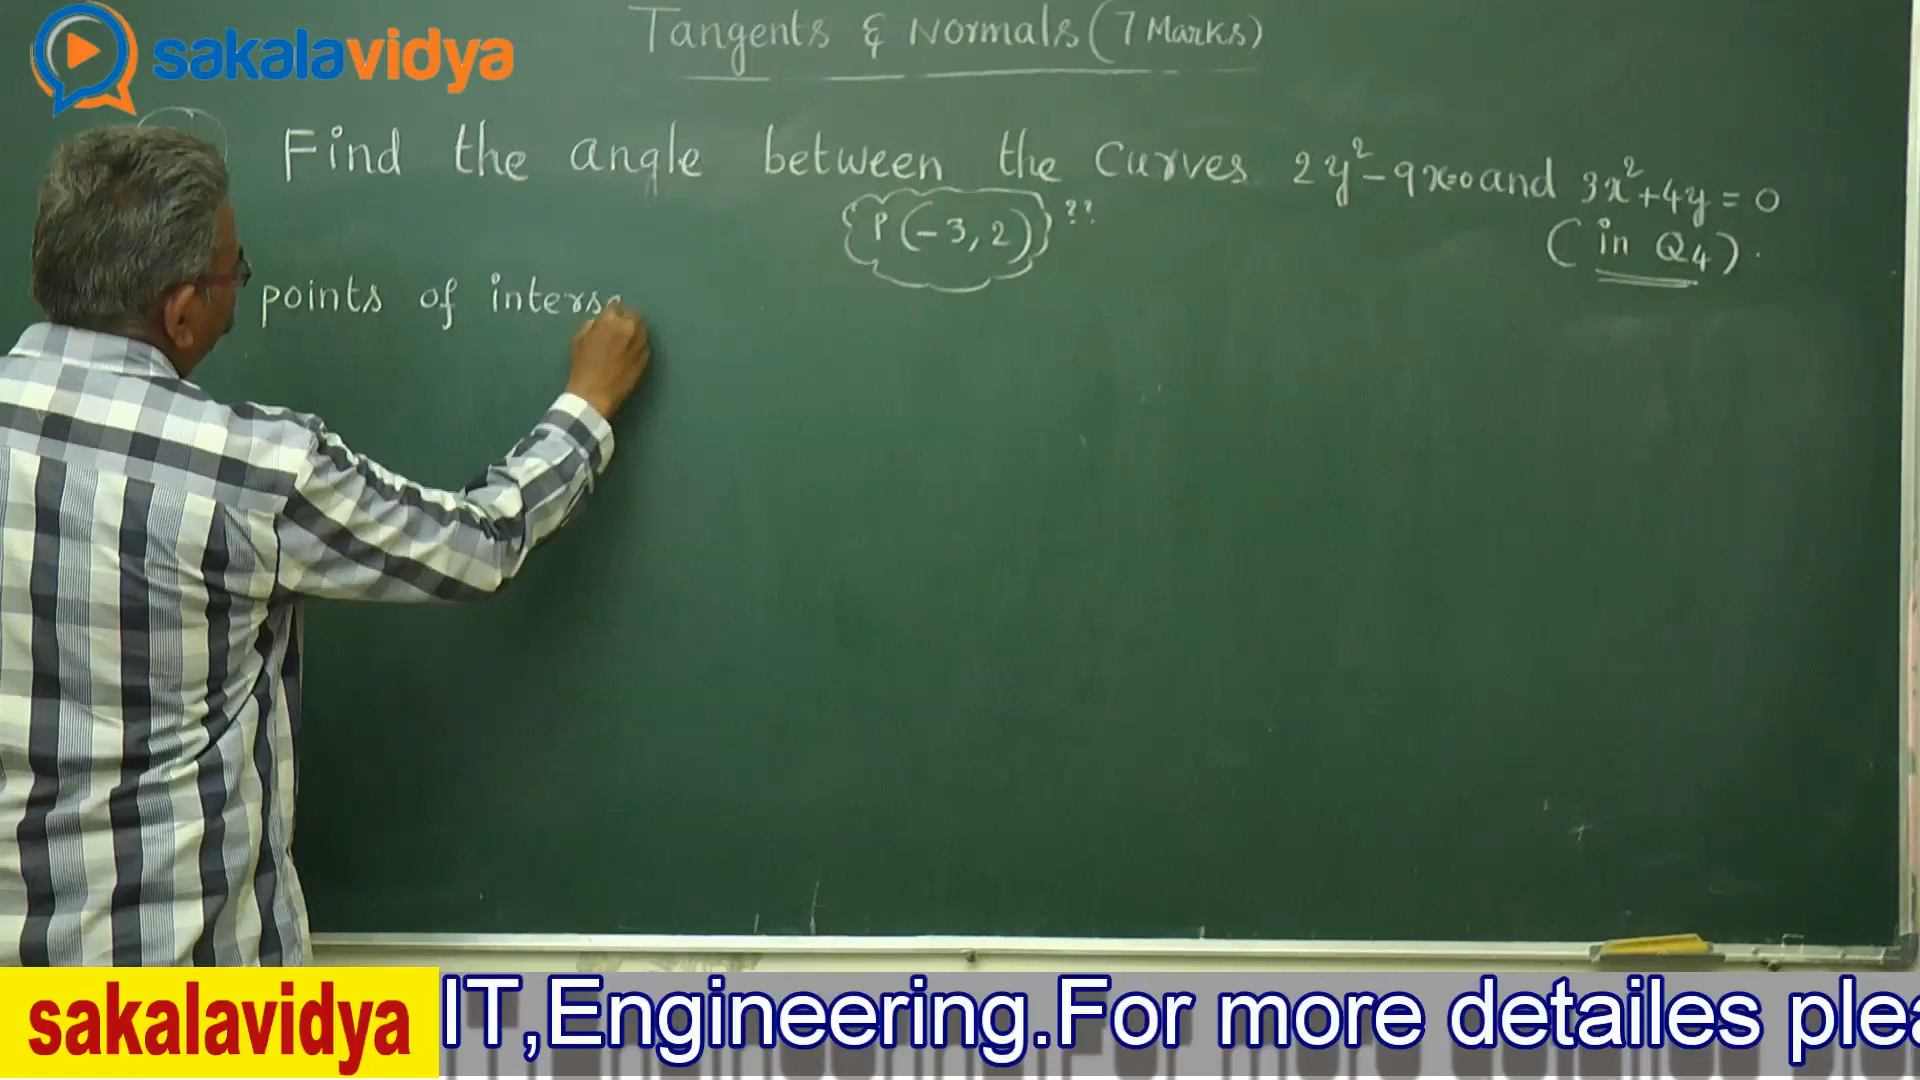 sakalavidya
Tangents & Normals (7 Marks)
Find the angle between the curves 2y²-9x=0 and 3x²+4y=0
P(-3,2) ??
(in Q4).
points of interse
sakalavidya
IT,Engineering.For more detailes plea